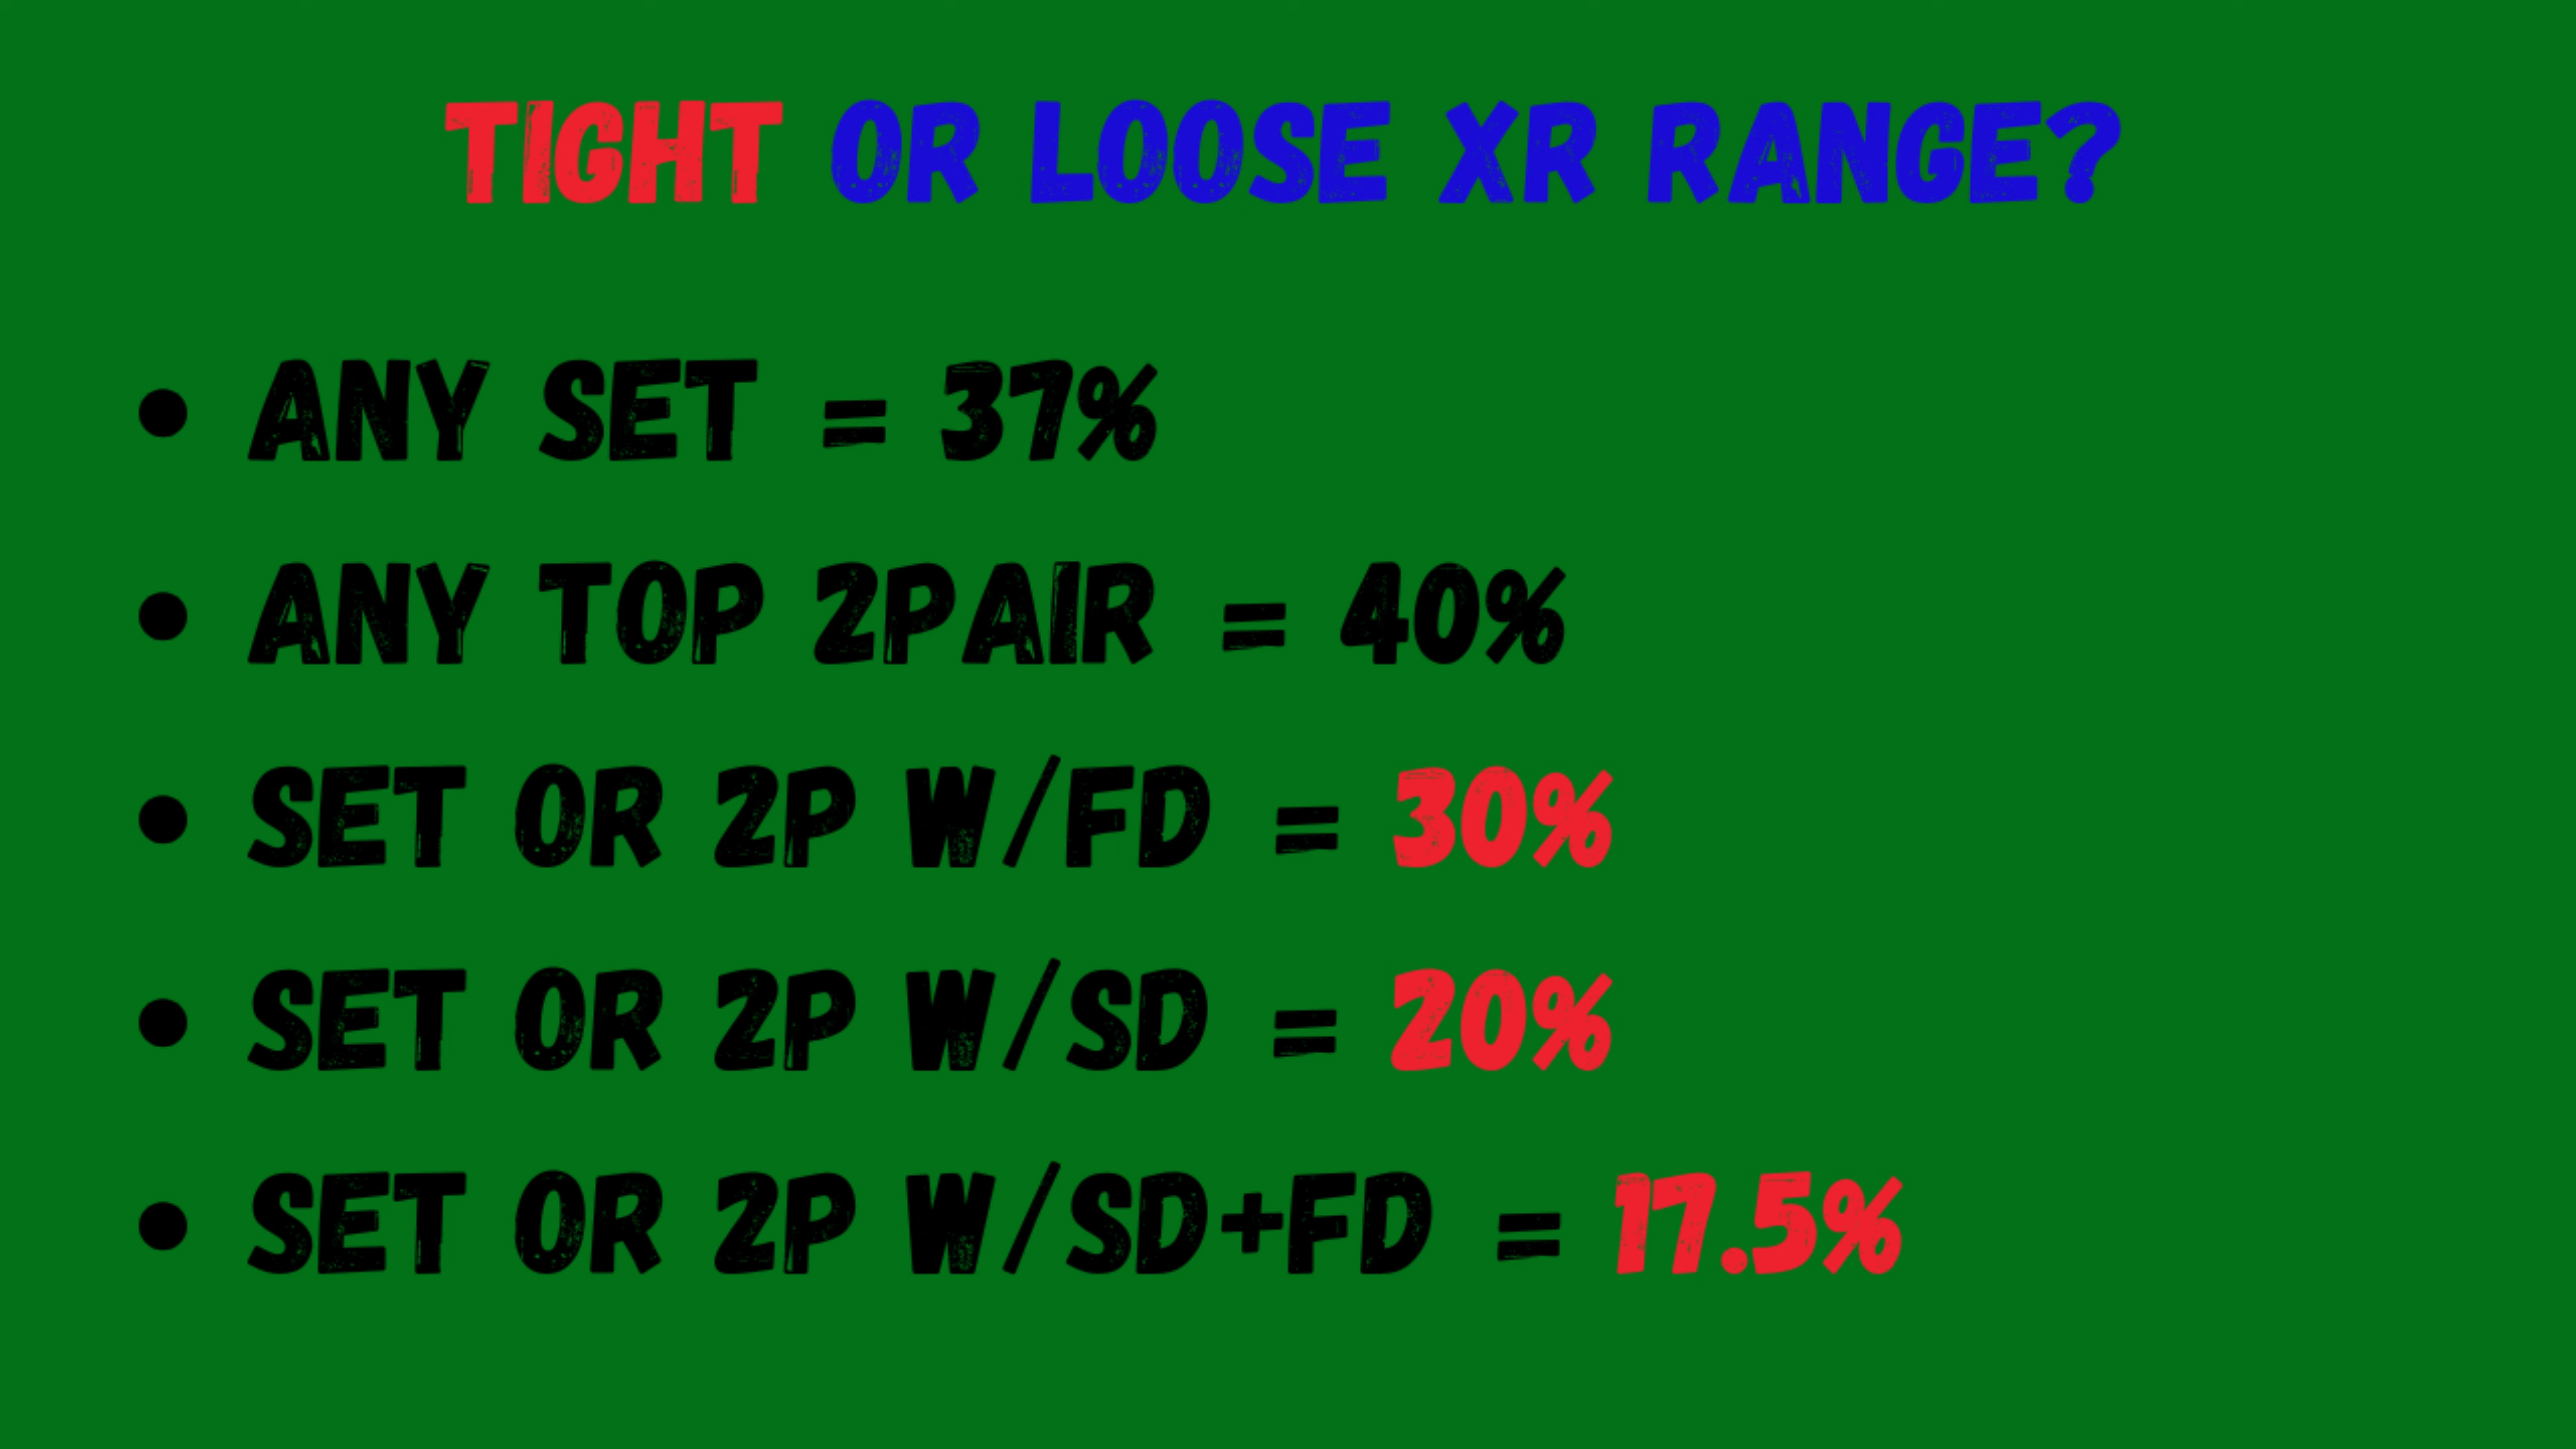 TIGHT OR LOOSE XR RANGE?
• ANY SET = 37%
• ANY TOP 2PAIR = 40%
• SET OR 2P W/FD = 30%
• SET OR 2P W/SD = 20%
• SET OR 2P W/SD+FD = 17.5%